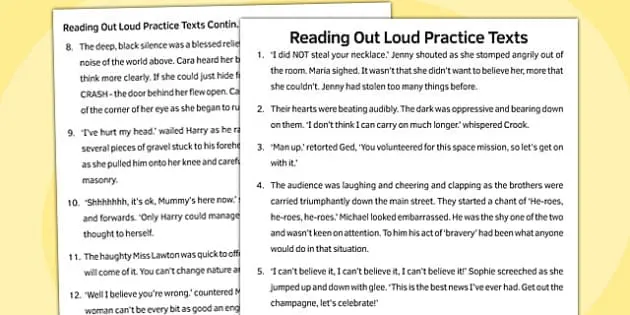 Reading Out Loud Practice Texts Contin.
8. The deep, black silence was a blessed relie
noise of the world above. Cara heard her b
think more clearly. If she could just hide f
CRASH - the door behind her flew open. Ca
of the corner of her eye as she began to ru
9. 'I've hurt my head.' wailed Harry as he ra
several pieces of gravel stuck to his forehe
as she pulled him onto her knee and carefu
masonry.
10. 'Shhhhhhh, it's ok, Mummy's here now.'
and forwards. 'Only Harry could manage
thought to herself.
11. The haughty Miss Lawton was quick to offi
will come of it. You can't change nature an
12. 'Well I believe you're wrong.' countered M
woman can't be every bit as good an eng
Reading Out Loud Practice Texts
1. 'I did NOT steal your necklace.' Jenny shouted as she stomped angrily out of
the room. Maria sighed. It wasn't that she didn't want to believe her, more that
she couldn't. Jenny had stolen too many things before.
2. Their hearts were beating audibly. The dark was oppressive and bearing down
on them. 'I don't think I can carry on much longer.' whispered Crook.
3. 'Man up.' retorted Ged, 'You volunteered for this space mission, so let's get on
with it.'
4. The audience was laughing and cheering and clapping as the brothers were
carried triumphantly down the main street. They started a chant of 'He-roes,
he-roes, he-roes.' Michael looked embarrassed. He was the shy one of the two
and wasn't keen on attention. To him his act of 'bravery' had been what anyone
would do in that situation.
5. 'I can't believe it, I can't believe it, I can't believe it!' Sophie screeched as she
jumped up and down with glee. 'This is the best news I've ever had. Get out the
champagne, let's celebrate!'